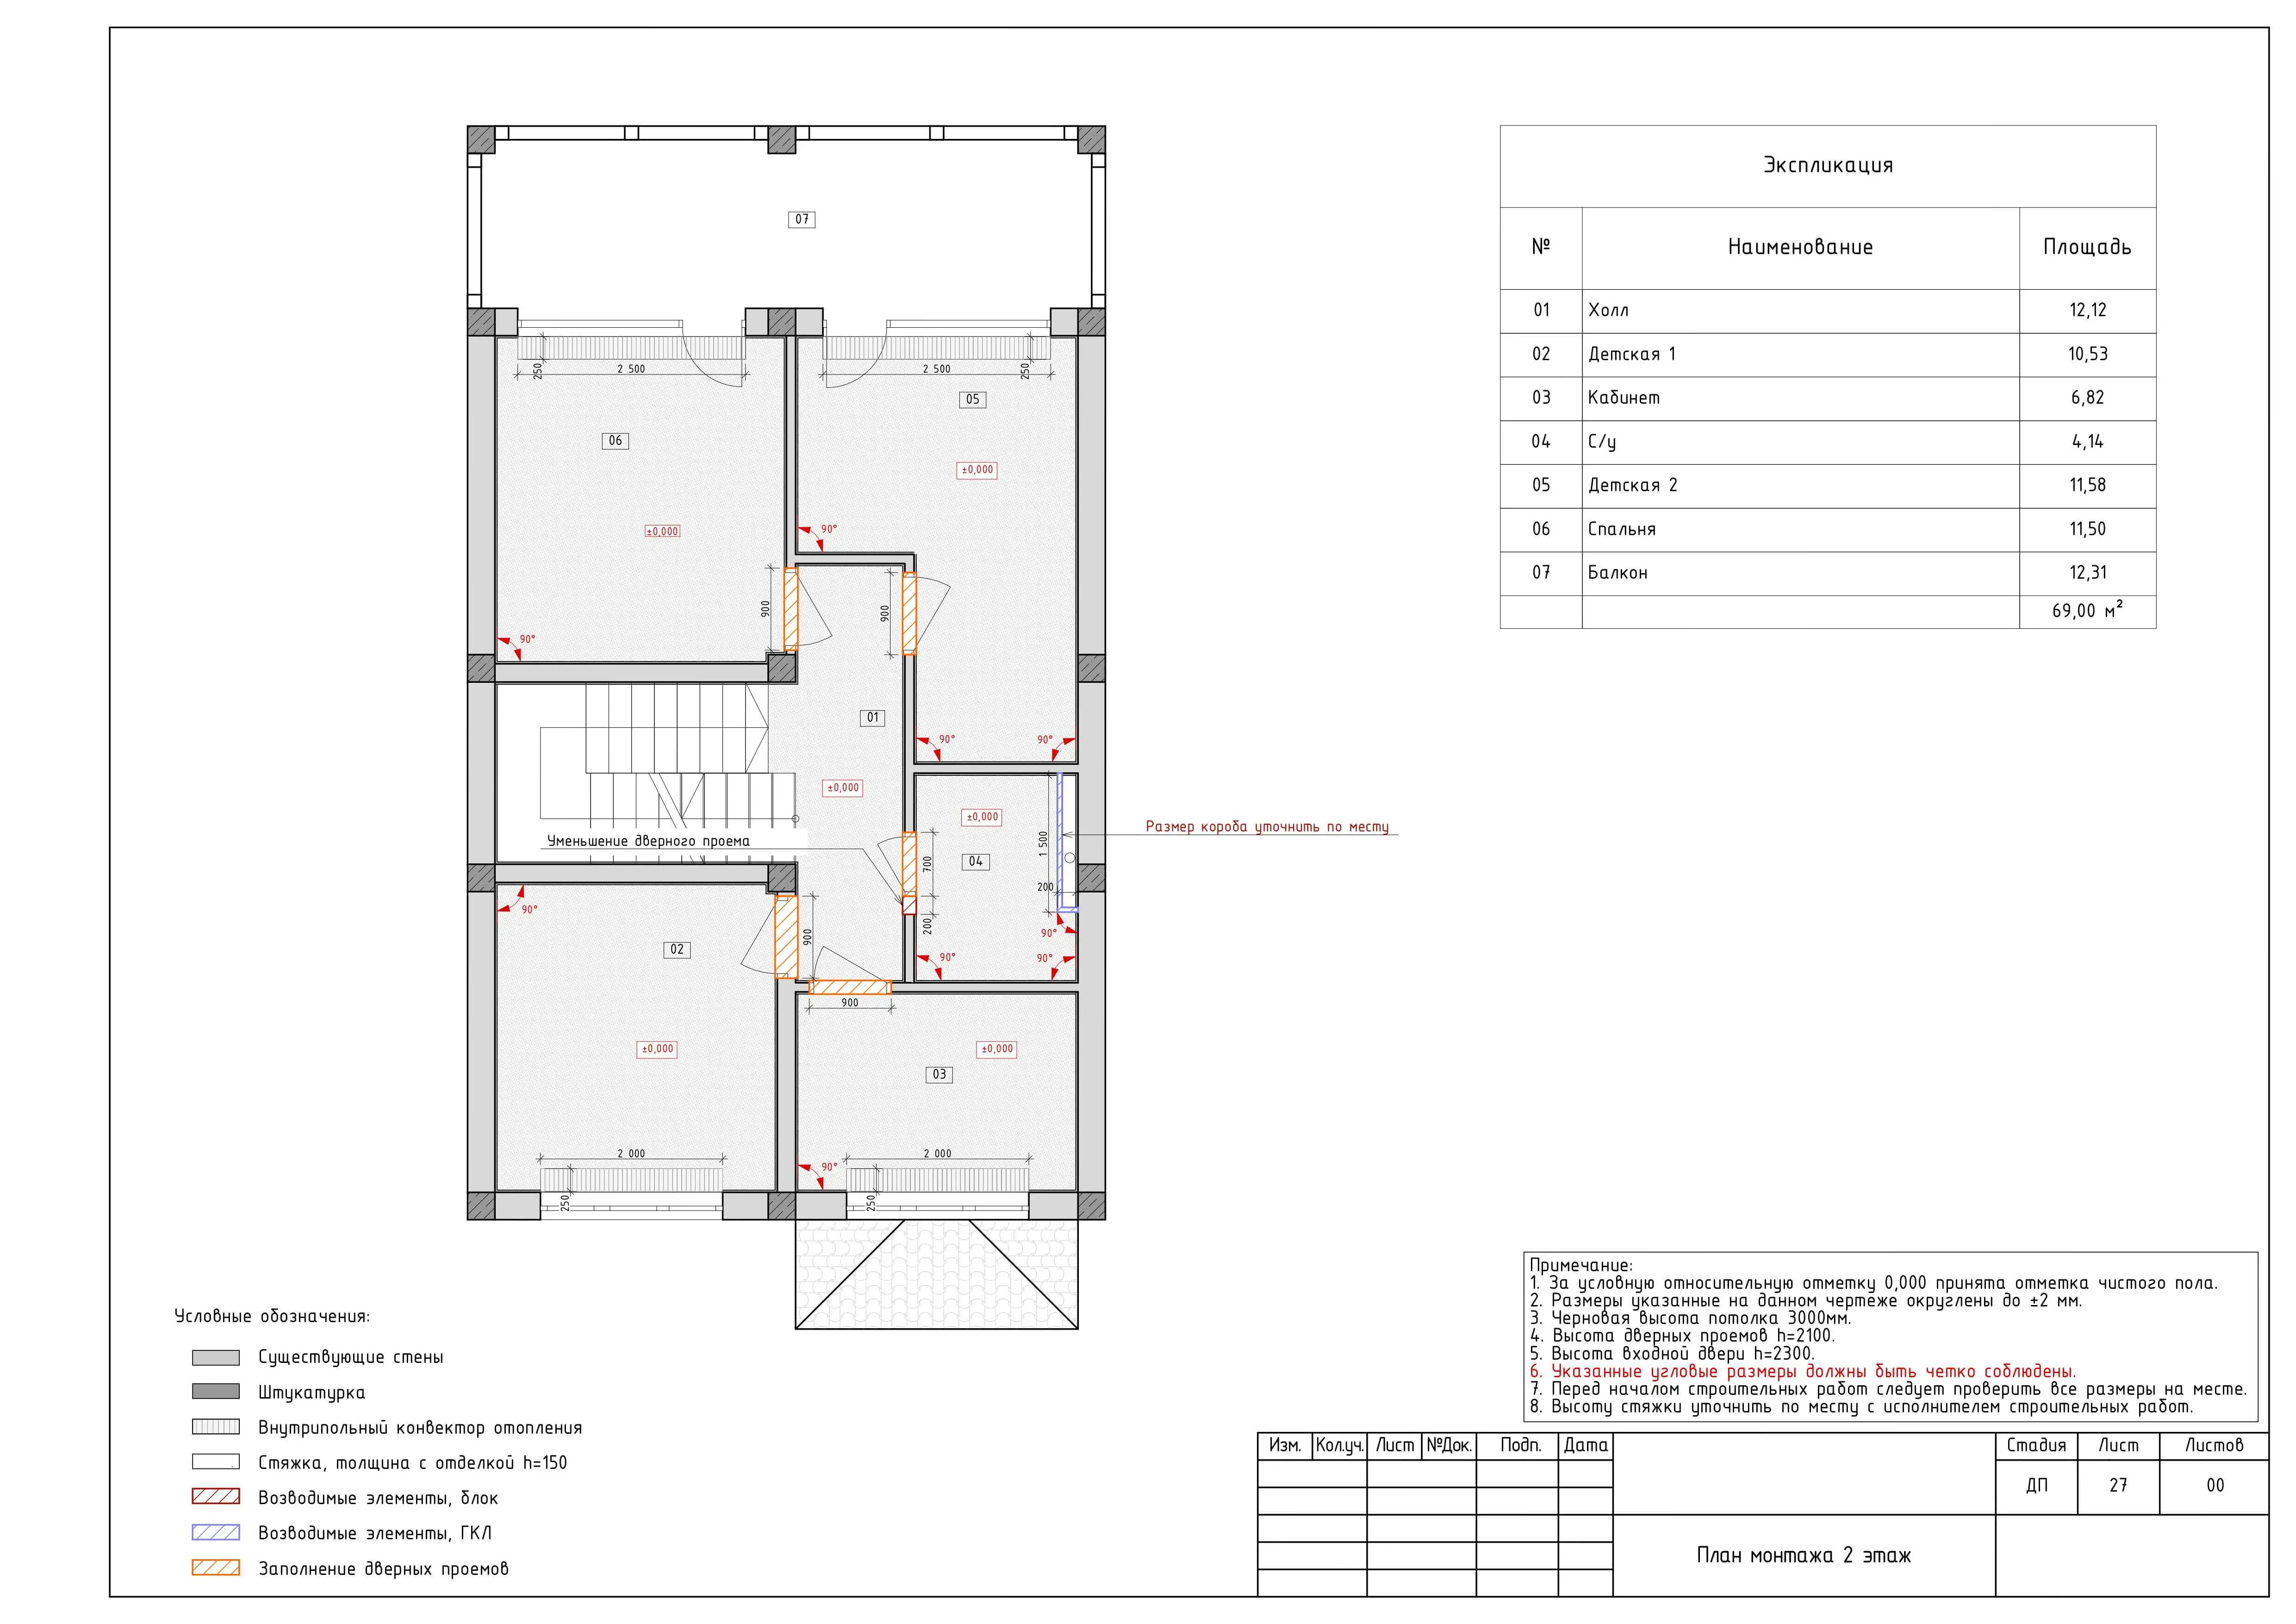 07
Экспликация
№ Наименование Площадь
01 Холл 12,12
02 Детская 1 10,53
03 Кабинет 6,82
04 С/у 4,14
05 Детская 2 11,58
06 Спальня 11,50
07 Балкон 12,31
69,00 м²
250 2 500 2 500 250
05
06
±0,000
±0,000
90°
90°
900
900
01
90° 90°
±0,000
±0,000
Размер короба уточнить по месту
Уменьшение дверного проема
1 500
700
04
200
200
90°
90°
90° 90°
02
900
900
±0,000
±0,000
03
2 000
2 000
90°
250
250
Условные обозначения:
Существующие стены
Штукатурка
Внутрипольный конвектор отопления
Стяжка, толщина с отделкой h=150
Возводимые элементы, блок
Возводимые элементы, ГКЛ
Заполнение дверных проемов
Примечание:
1. За условную относительную отметку 0,000 принята отметка чистого пола.
2. Размеры указанные на данном чертеже округлены до ±2 мм.
3. Черновая высота потолка 3000мм.
4. Высота дверных проемов h=2100.
5. Высота входной двери h=2300.
6. Указанные угловые размеры должны быть четко соблюдены.
7. Перед началом строительных работ следует проверить все размеры на месте.
8. Высоту стяжки уточнить по месту с исполнителем строительных работ.
Изм. Кол.уч. Лист №Док. Подп. Дата
Стадия Лист Листов
ДП 27 00
План монтажа 2 этаж